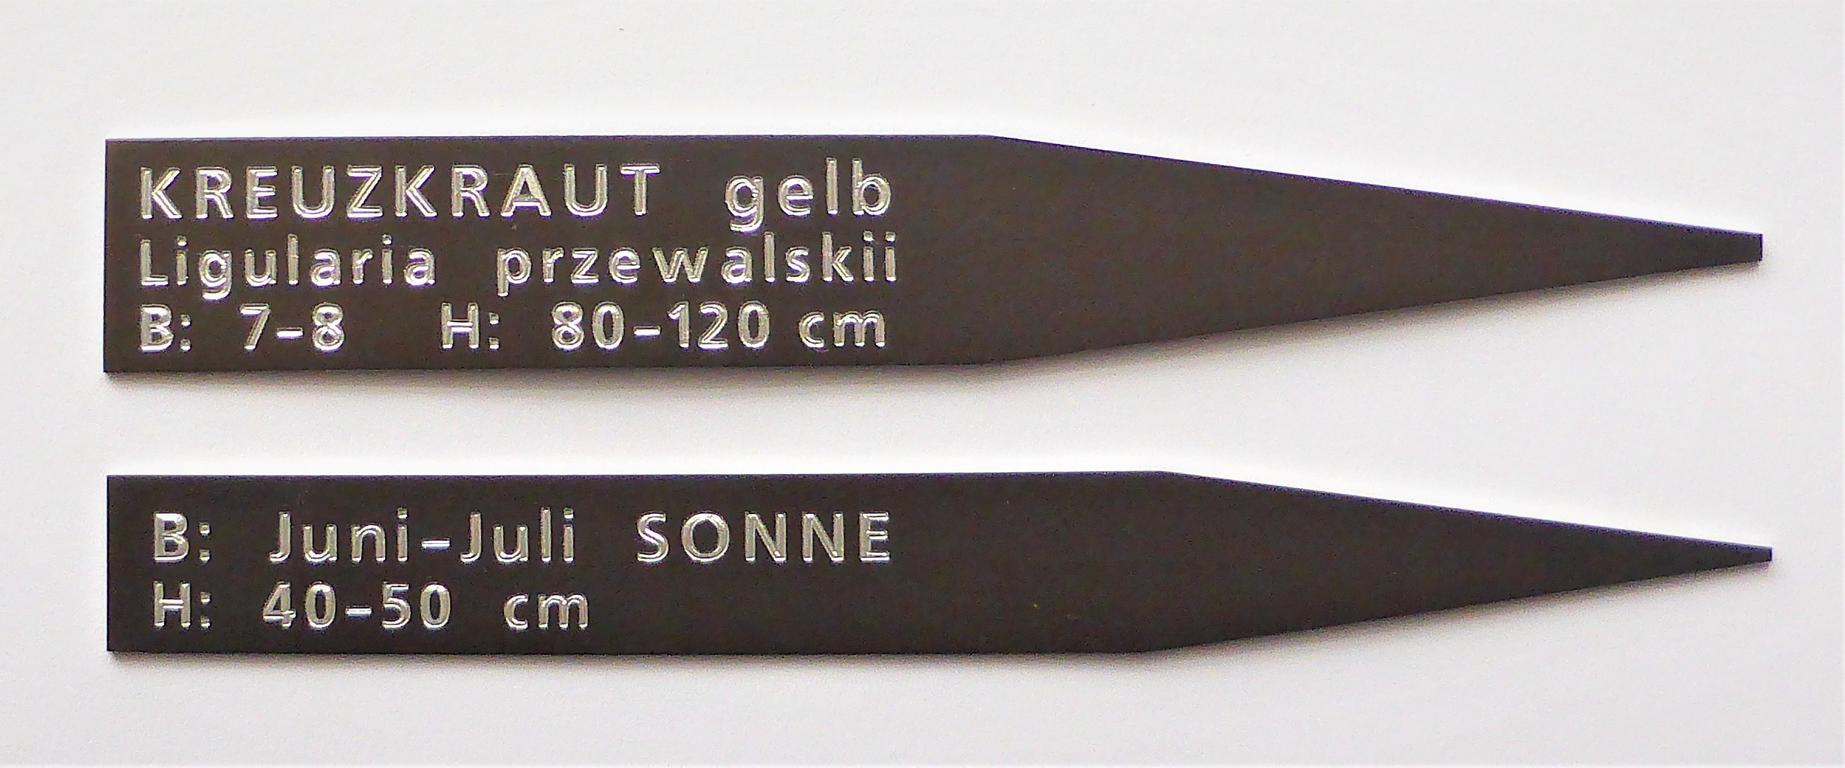 KREUZKRAUT gelb
Ligularia przewalskii
B: 7-8 H: 80-120 cm
B: Juni-Juli SONNE
H: 40-50 cm